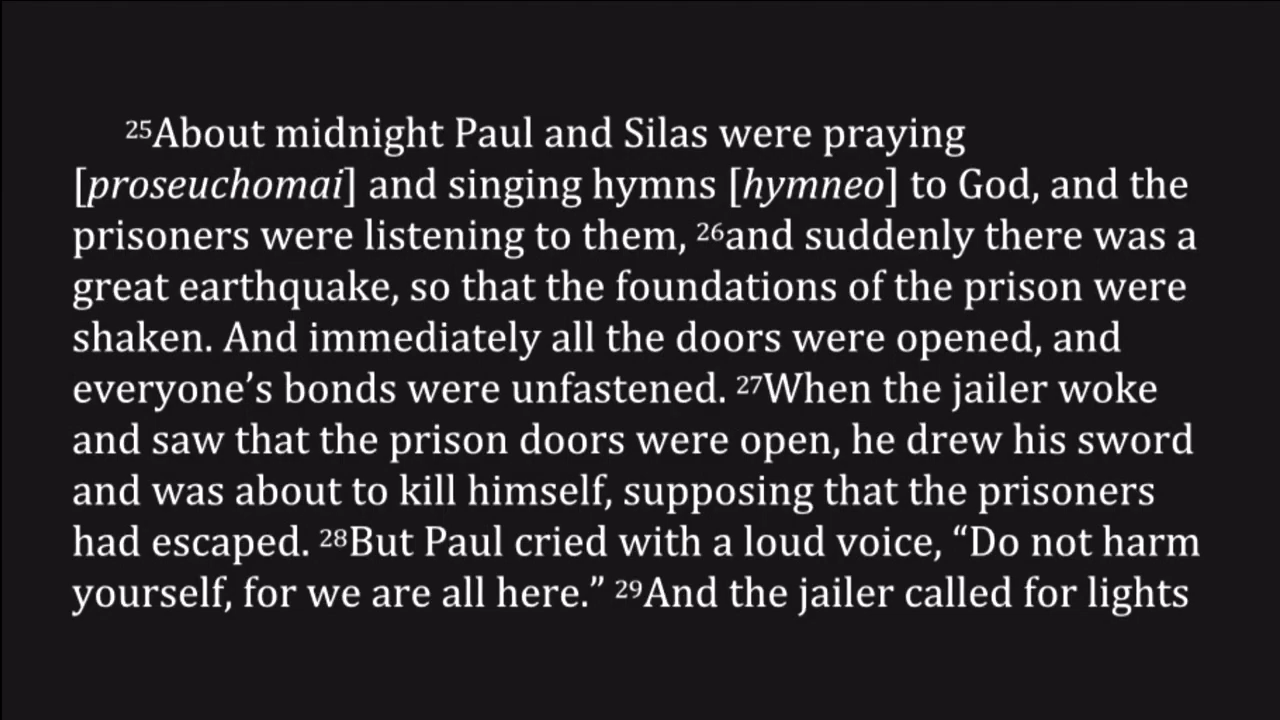 25About midnight Paul and Silas were praying
[proseuchomai] and singing hymns [hymneo] to God, and the
prisoners were listening to them, 26and suddenly there was a
great earthquake, so that the foundations of the prison were
shaken. And immediately all the doors were opened, and
everyone’s bonds were unfastened. 27When the jailer woke
and saw that the prison doors were open, he drew his sword
and was about to kill himself, supposing that the prisoners
had escaped. 28But Paul cried with a loud voice, “Do not harm
yourself, for we are all here.” 29And the jailer called for lights